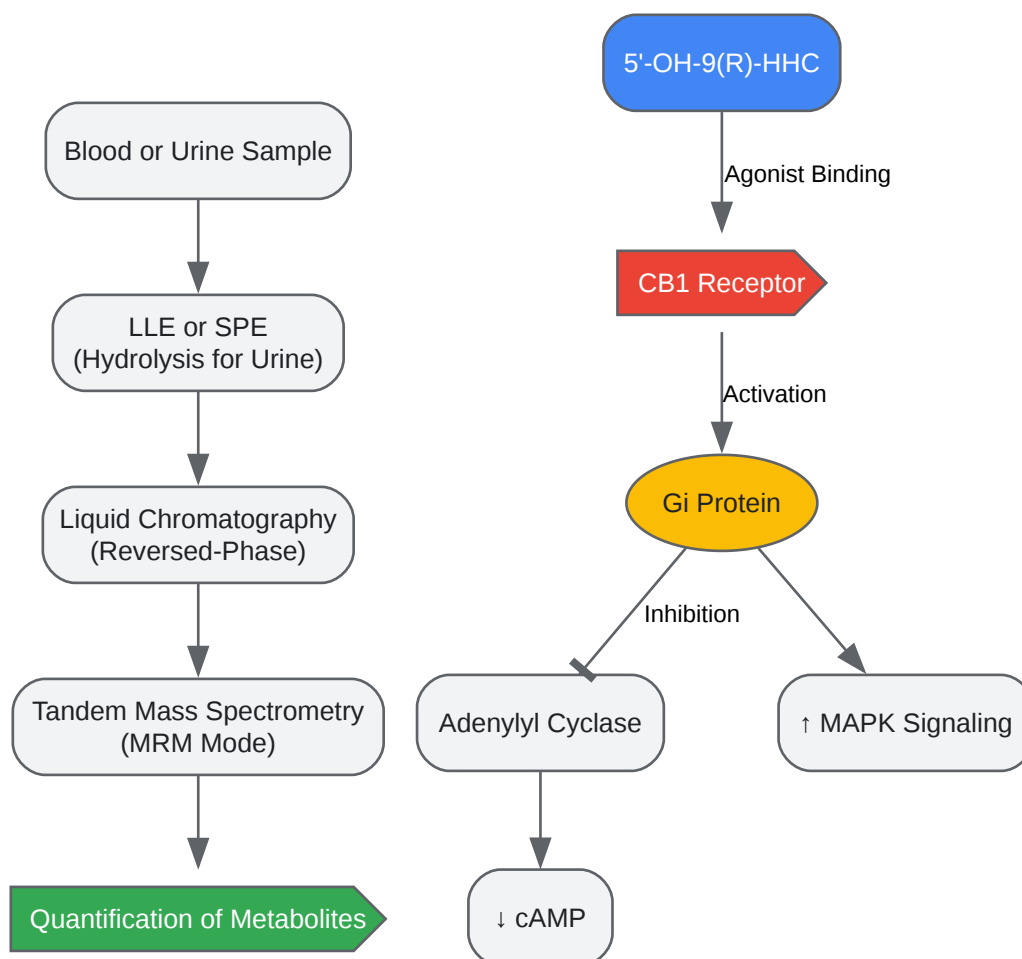 Blood or Urine Sample
LLE or SPE
(Hydrolysis for Urine)
Liquid Chromatography
(Reversed-Phase)
Tandem Mass Spectrometry
(MRM Mode)
Quantification of Metabolites
5'-OH-9(R)-HHC
Agonist Binding
CB1 Receptor
Activation
Gi Protein
Inhibition
Adenylyl Cyclase
↑ MAPK Signaling
↓ cAMP